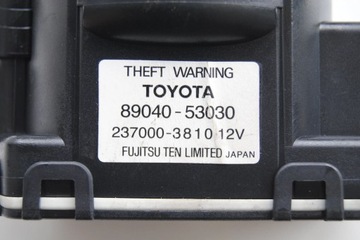 THEFT WARNING
TOYOTA
89040-53030
237000-3810 12V
FUJITSU TEN LIMITED JAPAN